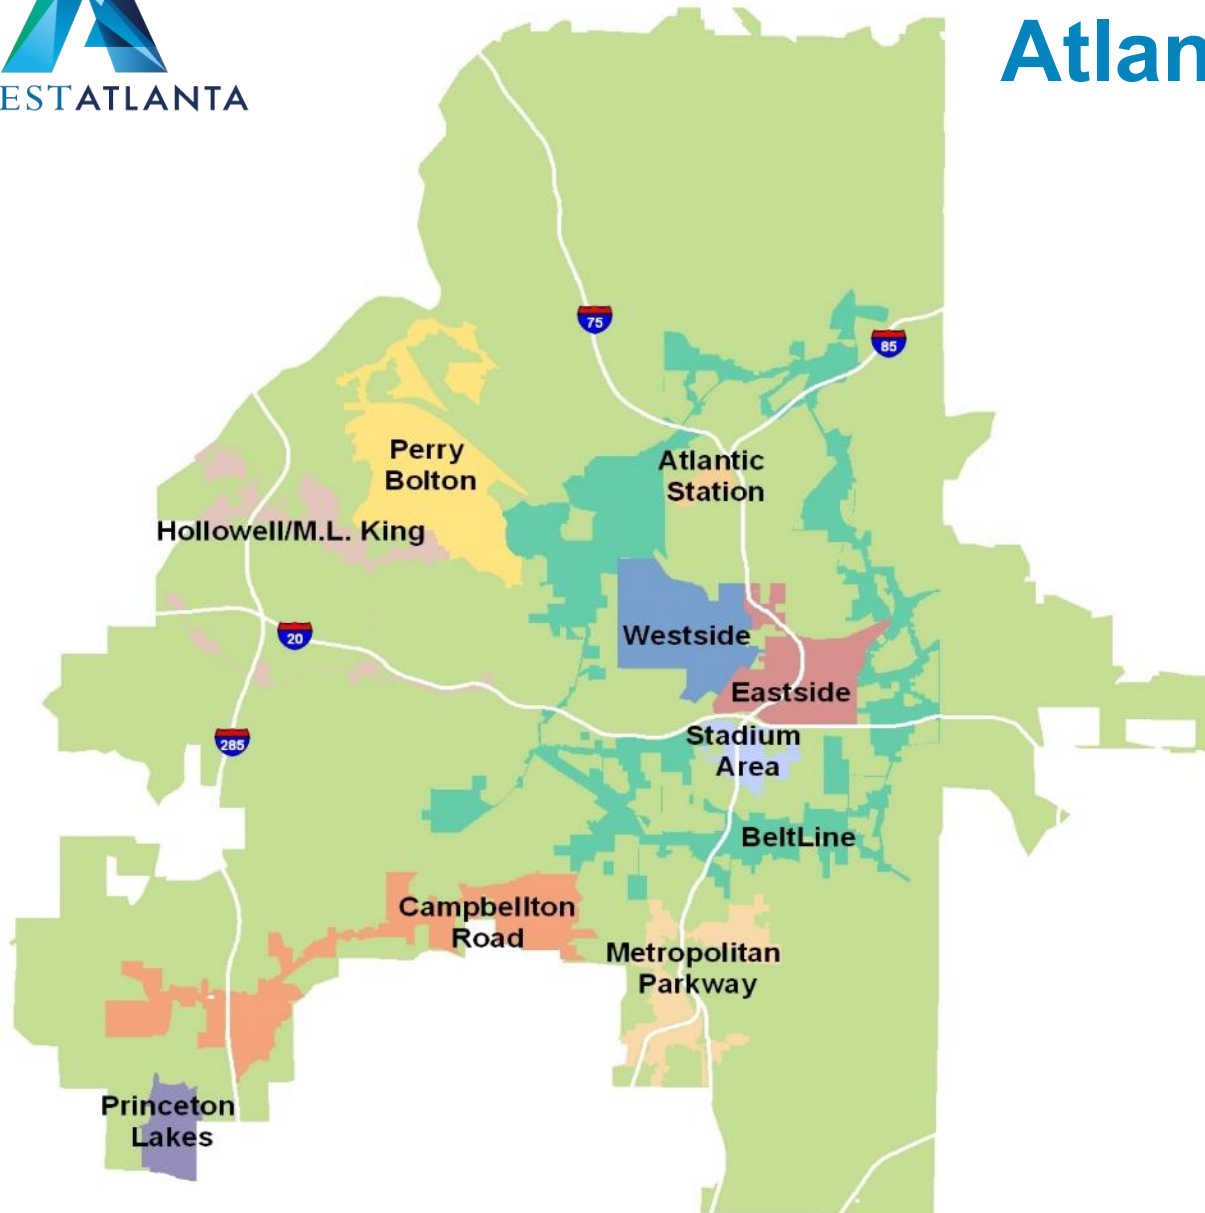 Atlan
ESTATLANTA
75
85
Perry
Bolton
Atlantic
Station
Hollowell/M.L. King
20
Westside
Eastside
285
Stadium
Area
BeltLine
Campbellton
Road
Metropolitan
Parkway
Princeton
Lakes